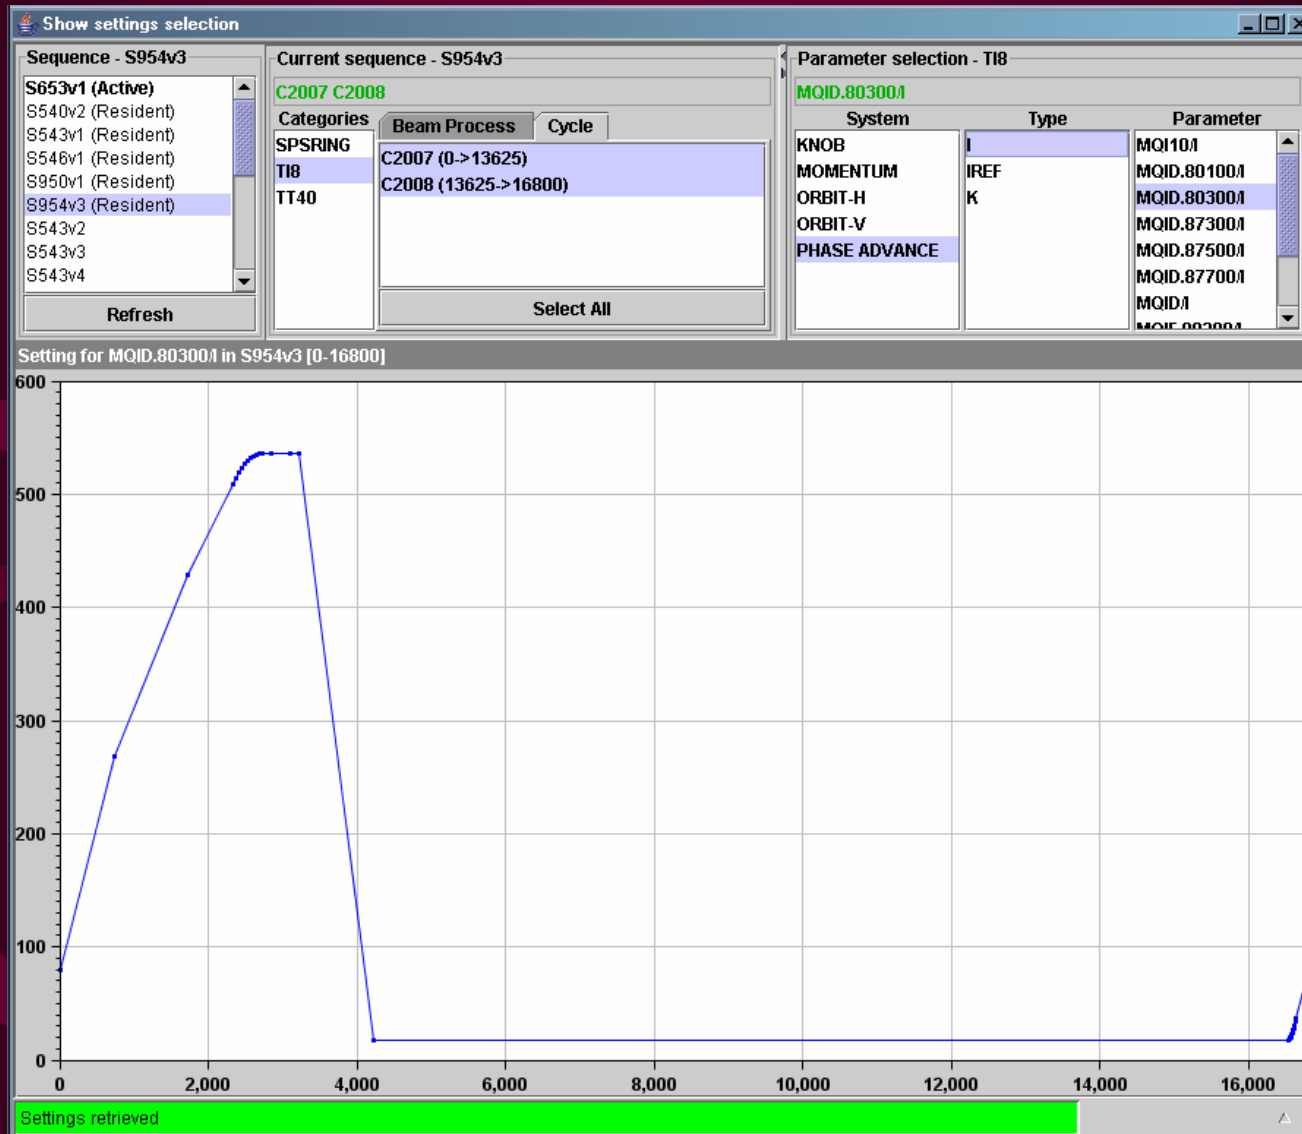 Show settings selection
Sequence - S954v3
S653v1 (Active)
S540v2 (Resident)
S543v1 (Resident)
S546v1 (Resident)
S950v1 (Resident)
S954v3 (Resident)
S543v2
S543v3
S543v4
Refresh
Current sequence - S954v3
C2007 C2008
Categories
SPSRING
TI8
TT40
Beam Process
Cycle
C2007 (0->13625)
C2008 (13625->16800)
Select All
Parameter selection - TI8
MQID.80300/I
System
KNOB
MOMENTUM
ORBIT-H
ORBIT-V
PHASE ADVANCE
Type
I
IREF
K
Parameter
MQI10/I
MQID.80100/I
MQID.80300/I
MQID.87300/I
MQID.87500/I
MQID.87700/I
MQID/I
Setting for MQID.80300/I in S954v3 [0-16800]
600
500
400
300
200
100
0
0 2,000 4,000 6,000 8,000 10,000 12,000 14,000 16,000
Settings retrieved